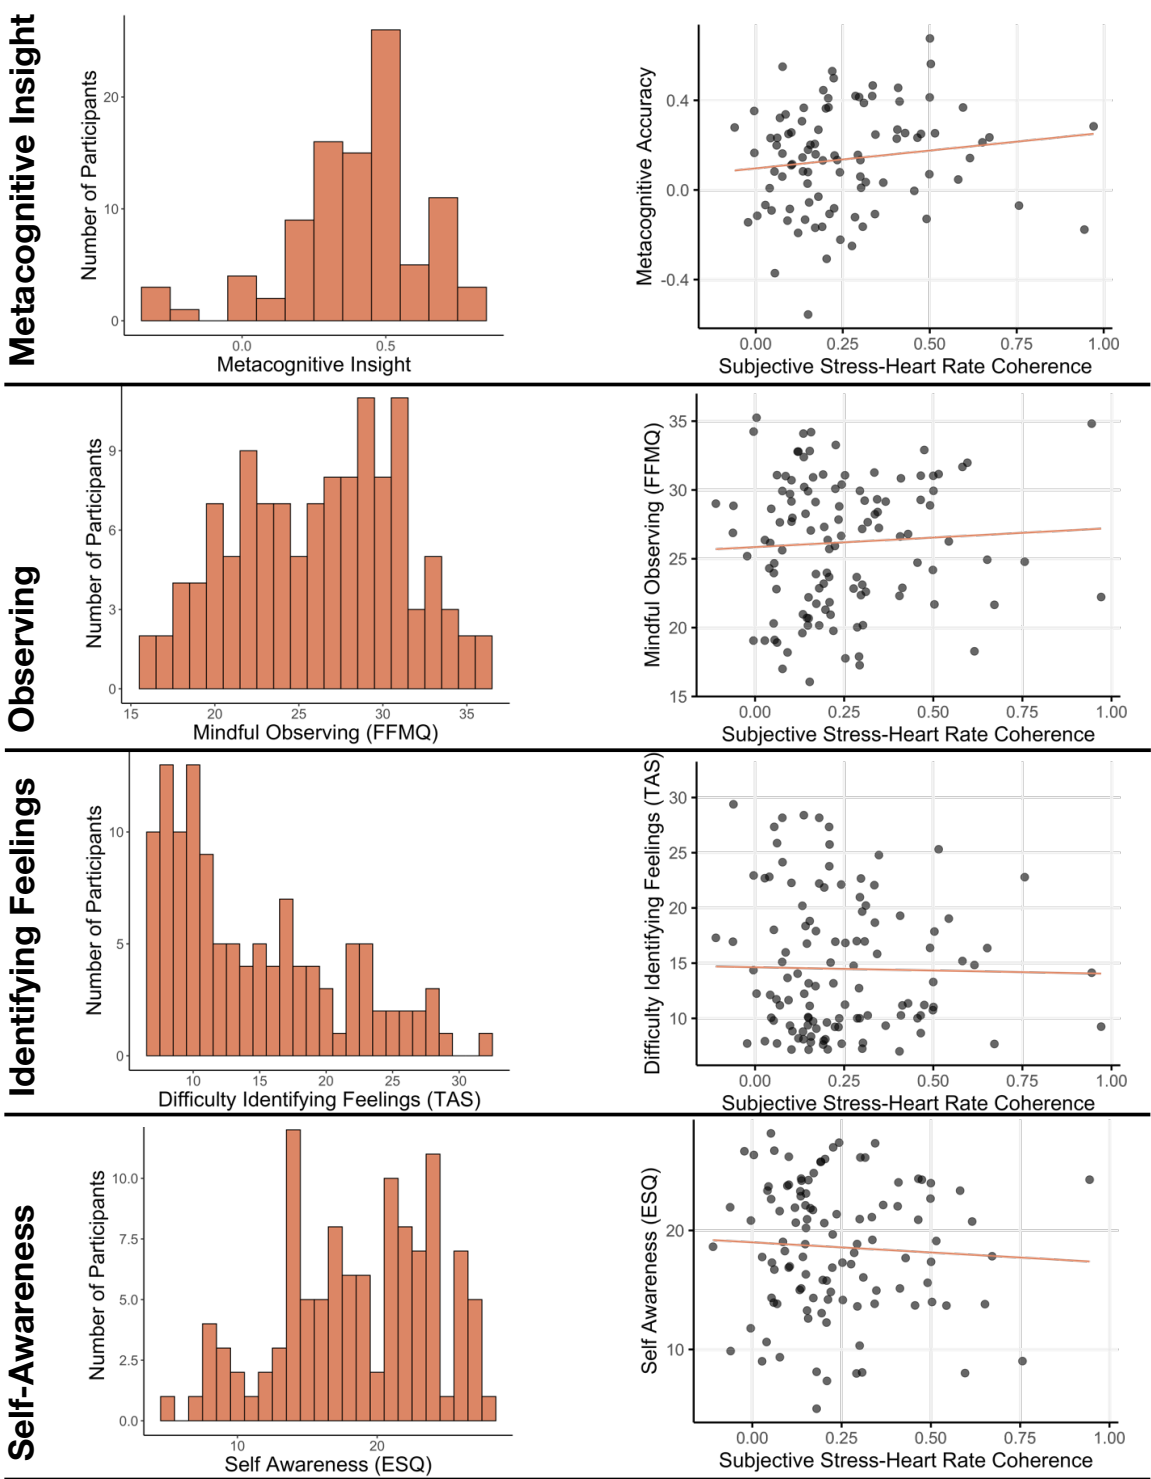 Metacognitive Insight
Number of Participants
20
10
0
0.0 0.5
Metacognitive Insight
Metacognitive Accuracy
0.4
0.0
-0.4
0.00 0.25 0.50 0.75 1.00
Subjective Stress-Heart Rate Coherence
Observing
Number of Participants
9
6
3
0
15 20 25 30 35
Mindful Observing (FFMQ)
Mindful Observing (FFMQ)
35
30
25
20
15
0.00 0.25 0.50 0.75 1.00
Subjective Stress-Heart Rate Coherence
Identifying Feelings
Number of Participants
10
5
0
10 15 20 25 30
Difficulty Identifying Feelings (TAS)
Difficulty Identifying Feelings (TAS)
30
25
20
15
10
0.00 0.25 0.50 0.75 1.00
Subjective Stress-Heart Rate Coherence
Self-Awareness
Number of Participants
10.0
7.5
5.0
2.5
0.0
10 20
Self Awareness (ESQ)
Self Awareness (ESQ)
20
10
0.00 0.25 0.50 0.75 1.00
Subjective Stress-Heart Rate Coherence